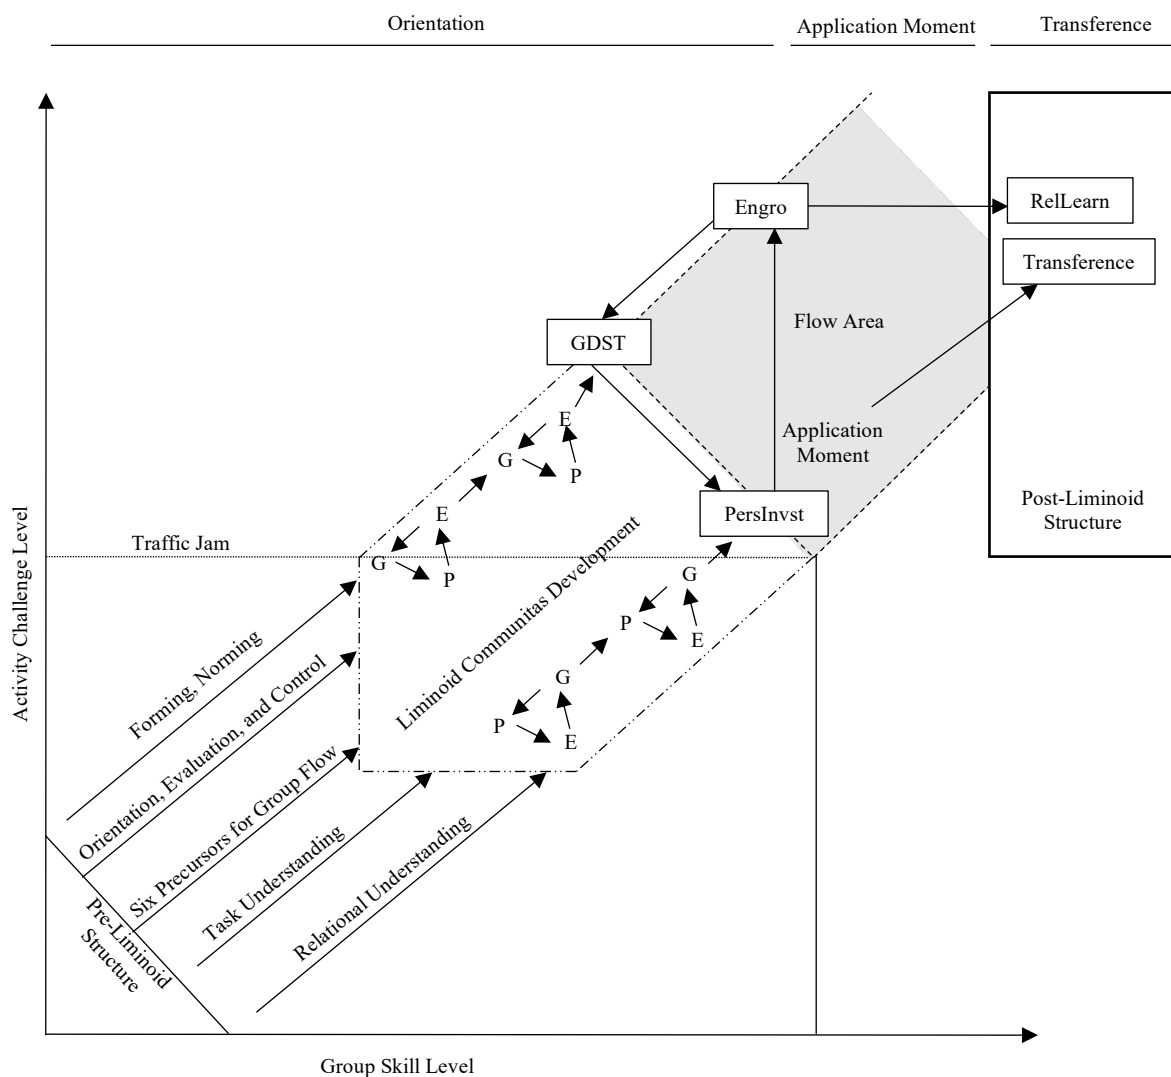 Orientation
Application Moment
Transference
Engro
RelLearn
Transference
Flow Area
GDST
E
G
P
Application
Moment
E
PersInvst
Post-Liminoid
Structure
Traffic Jam
G
P
Liminoid Communitas Development
G
P
E
G
P
E
Forming, Norming
Orientation, Evaluation, and Control
Six Precursors for Group Flow
Task Understanding
Relational Understanding
Pre-Liminoid
Structure
Activity Challenge Level
Group Skill Level